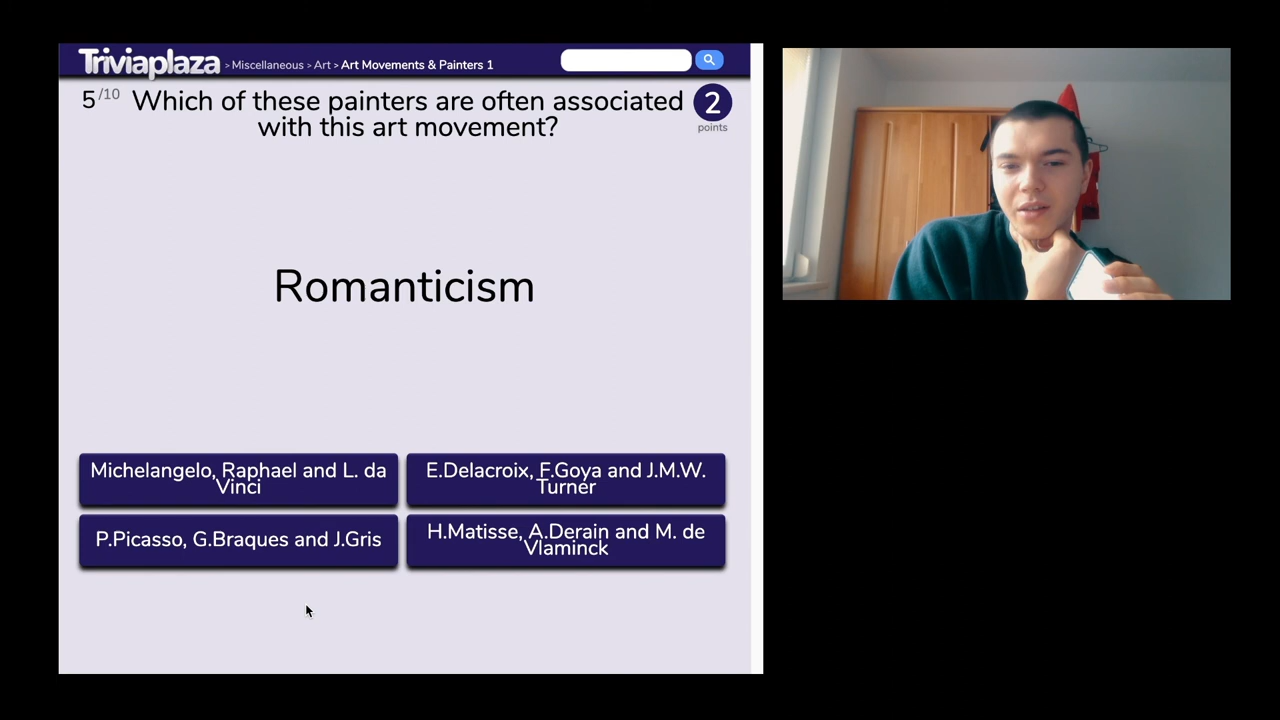 Triviaplaza > Miscellaneous > Art > Art Movements & Painters 1
5/10 Which of these painters are often associated
with this art movement?
2
points
Romanticism
Michelangelo, Raphael and L. da
Vinci
E.Delacroix, F.Goya and J.M.W.
Turner
P.Picasso, G.Braques and J.Gris
H.Matisse, A.Derain and M. de
Vlaminck